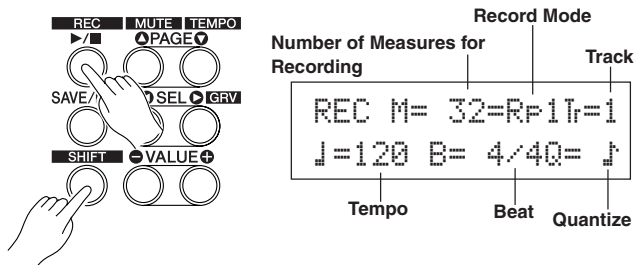 REC MUTE TEMPO
▶/■ PAGE
SAVE/ SEL GRV
SHIFT VALUE
Record Mode
Number of Measures for
Recording
Track
REC M= 32=Rp1Tr=1
♩=120 B= 4/4Q= ♪
Tempo
Beat
Quantize